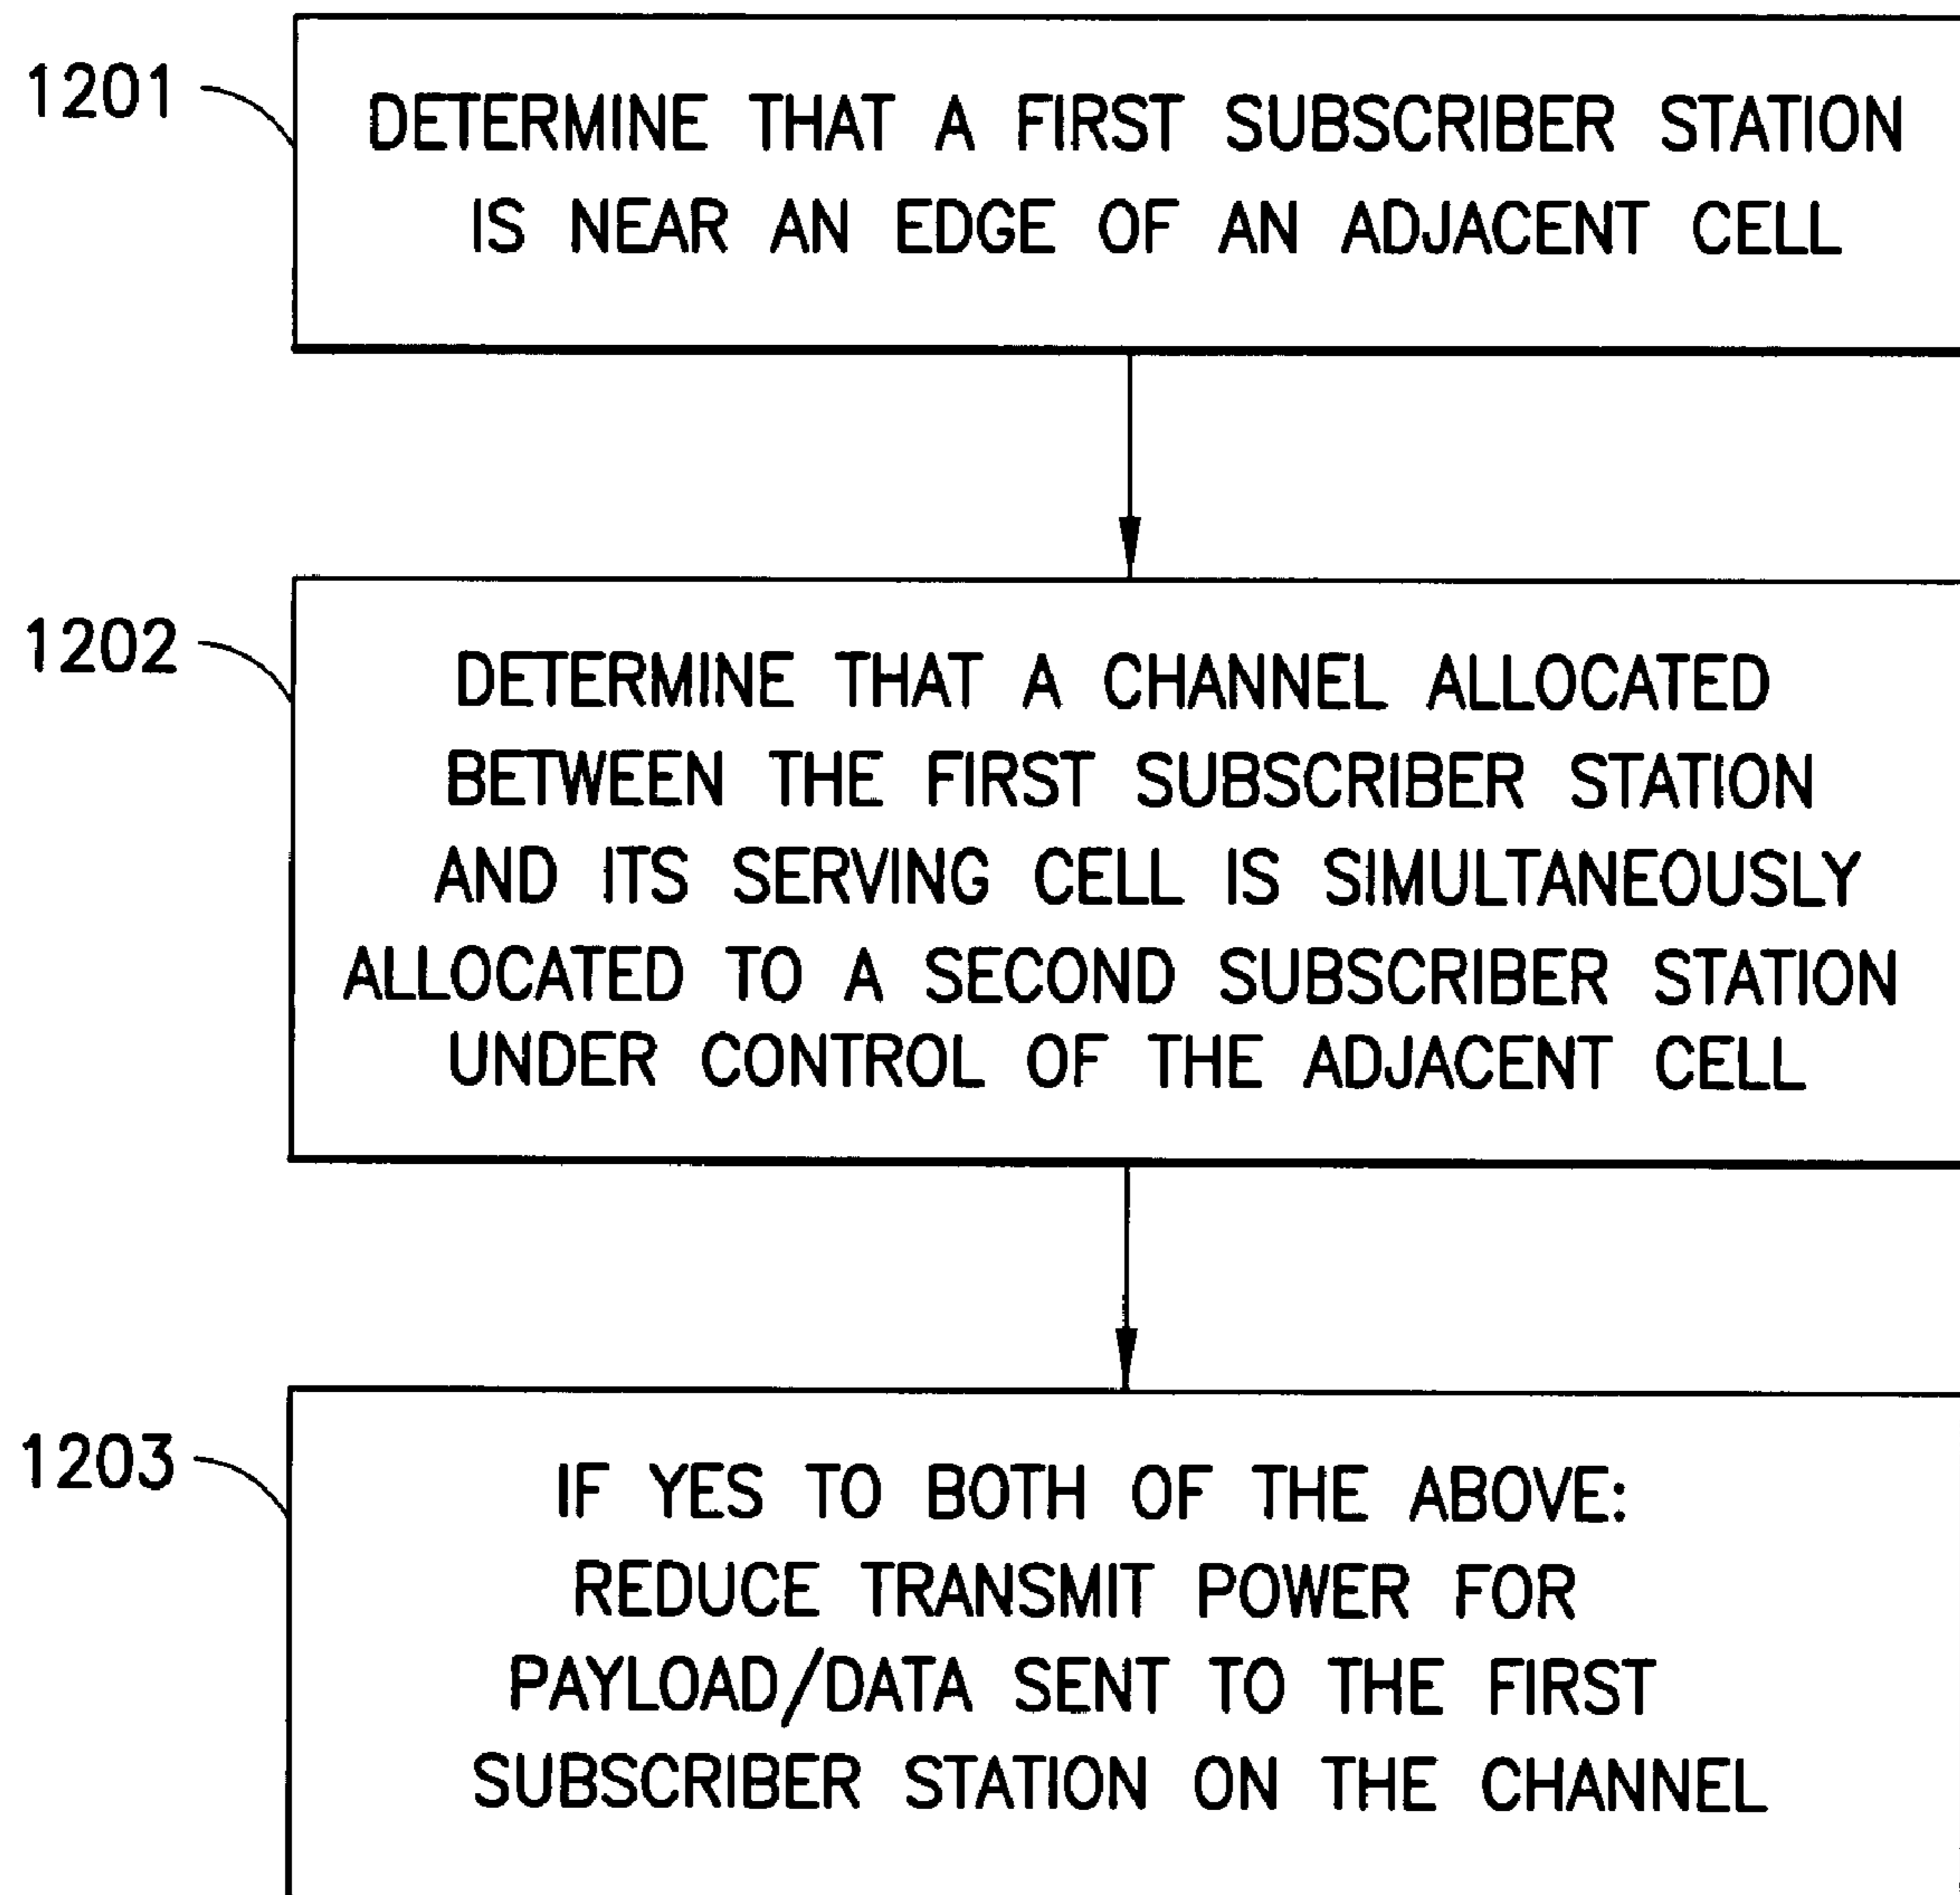 1201
DETERMINE THAT A FIRST SUBSCRIBER STATION
IS NEAR AN EDGE OF AN ADJACENT CELL
1202
DETERMINE THAT A CHANNEL ALLOCATED
BETWEEN THE FIRST SUBSCRIBER STATION
AND ITS SERVING CELL IS SIMULTANEOUSLY
ALLOCATED TO A SECOND SUBSCRIBER STATION
UNDER CONTROL OF THE ADJACENT CELL
1203
IF YES TO BOTH OF THE ABOVE:
REDUCE TRANSMIT POWER FOR
PAYLOAD/DATA SENT TO THE FIRST
SUBSCRIBER STATION ON THE CHANNEL